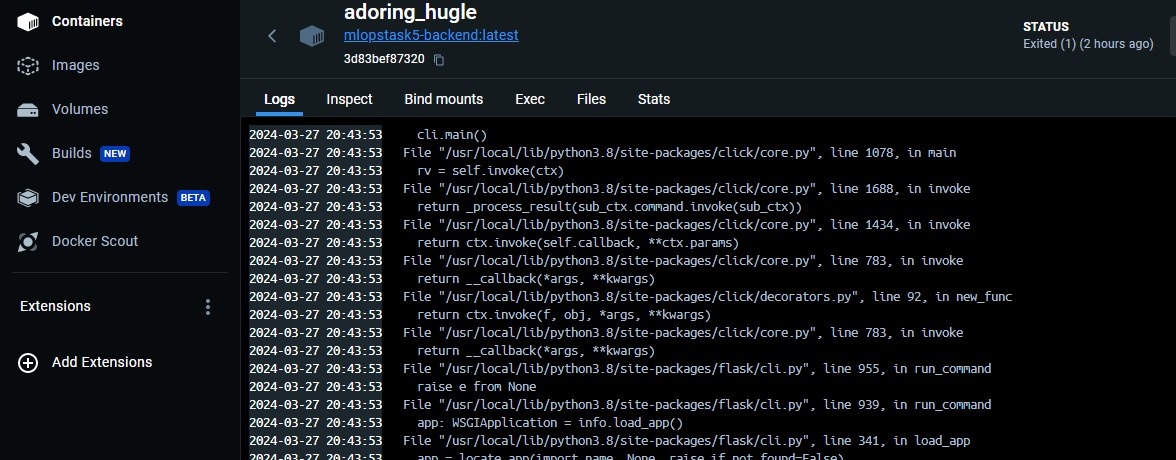 Containers
Images
Volumes
Builds NEW
Dev Environments BETA
Docker Scout
Extensions
Add Extensions
adoring_hugle
mlopstask5-backend:latest
3d83bef87320
STATUS
Exited (1) (2 hours ago)
Logs Inspect Bind mounts Exec Files Stats
2024-03-27 20:43:53 cli.main()
2024-03-27 20:43:53 File "/usr/local/lib/python3.8/site-packages/click/core.py", line 1078, in main
2024-03-27 20:43:53 rv = self.invoke(ctx)
2024-03-27 20:43:53 File "/usr/local/lib/python3.8/site-packages/click/core.py", line 1688, in invoke
2024-03-27 20:43:53 return _process_result(sub_ctx.command.invoke(sub_ctx))
2024-03-27 20:43:53 File "/usr/local/lib/python3.8/site-packages/click/core.py", line 1434, in invoke
2024-03-27 20:43:53 return ctx.invoke(self.callback, **ctx.params)
2024-03-27 20:43:53 File "/usr/local/lib/python3.8/site-packages/click/core.py", line 783, in invoke
2024-03-27 20:43:53 return __callback(*args, **kwargs)
2024-03-27 20:43:53 File "/usr/local/lib/python3.8/site-packages/click/decorators.py", line 92, in new_func
2024-03-27 20:43:53 return ctx.invoke(f, obj, *args, **kwargs)
2024-03-27 20:43:53 File "/usr/local/lib/python3.8/site-packages/click/core.py", line 783, in invoke
2024-03-27 20:43:53 return __callback(*args, **kwargs)
2024-03-27 20:43:53 File "/usr/local/lib/python3.8/site-packages/flask/cli.py", line 955, in run_command
2024-03-27 20:43:53 raise e from None
2024-03-27 20:43:53 File "/usr/local/lib/python3.8/site-packages/flask/cli.py", line 939, in run_command
2024-03-27 20:43:53 app: WSGIApplication = info.load_app()
2024-03-27 20:43:53 File "/usr/local/lib/python3.8/site-packages/flask/cli.py", line 341, in load_app
2024-03-27 20:43:53 app = locate_app(import_name, None, raise_if_not_found=False)